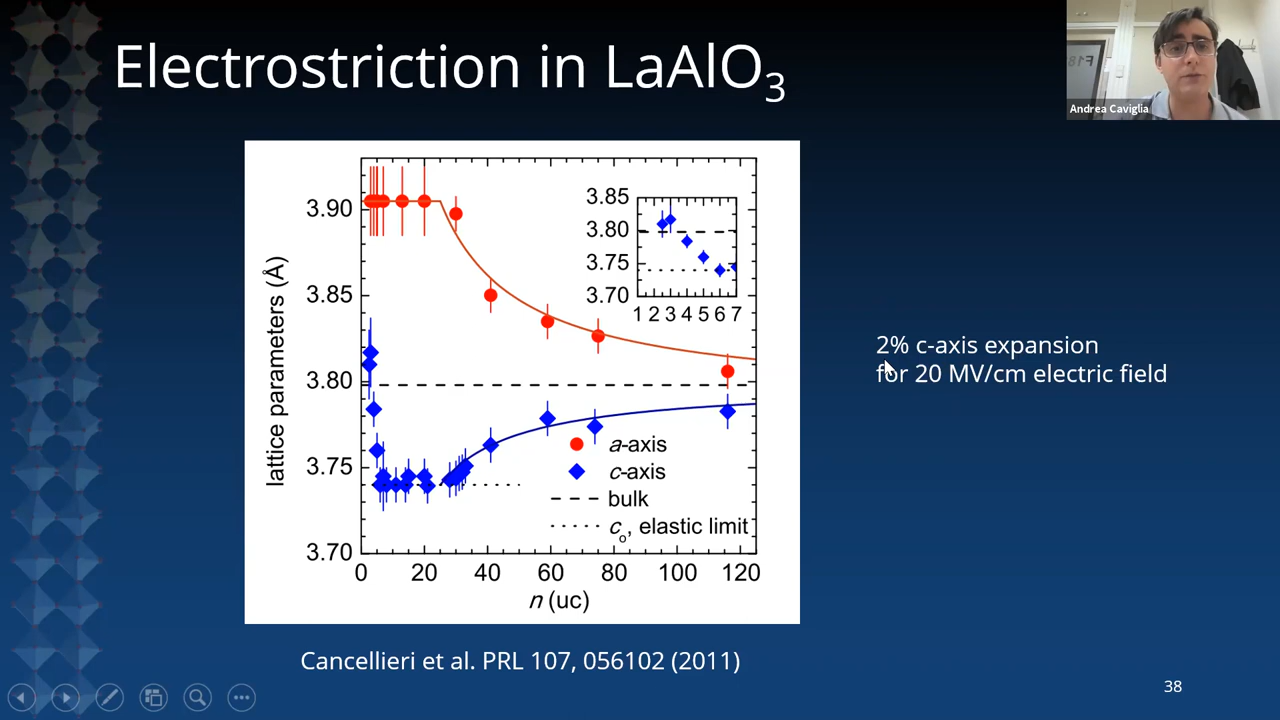 Electrostriction in LaAlO₃
Andrea Caviglia
3.90
3.85
3.80
3.75
3.70
lattice parameters (Å)
0 20 40 60 80 100 120
n (uc)
3.85
3.80
3.75
3.70
1 2 3 4 5 6 7
a-axis
c-axis
bulk
c₀, elastic limit
2% c-axis expansion
for 20 MV/cm electric field
Cancellieri et al. PRL 107, 056102 (2011)
38